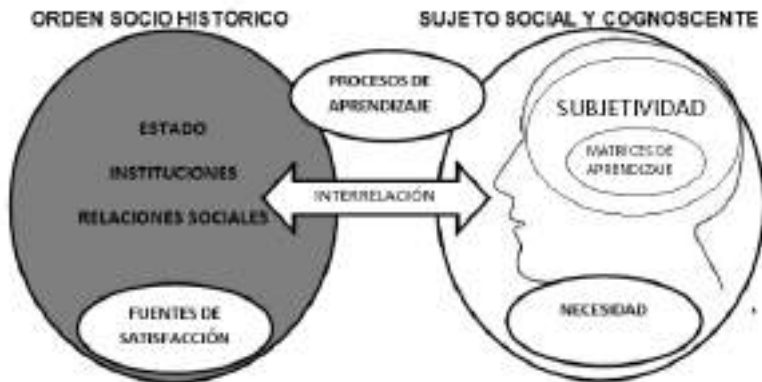 ORDEN SOCIO HISTÓRICO
SUJETO SOCIAL Y COGNOSCENTE
PROCESOS DE
APRENDIZAJE
ESTADO
INSTITUCIONES
RELACIONES SOCIALES
INTERRELACIÓN
SUBJETIVIDAD
MATRICES DE
APRENDIZAJE
FUENTES DE
SATISFACCIÓN
NECESIDAD